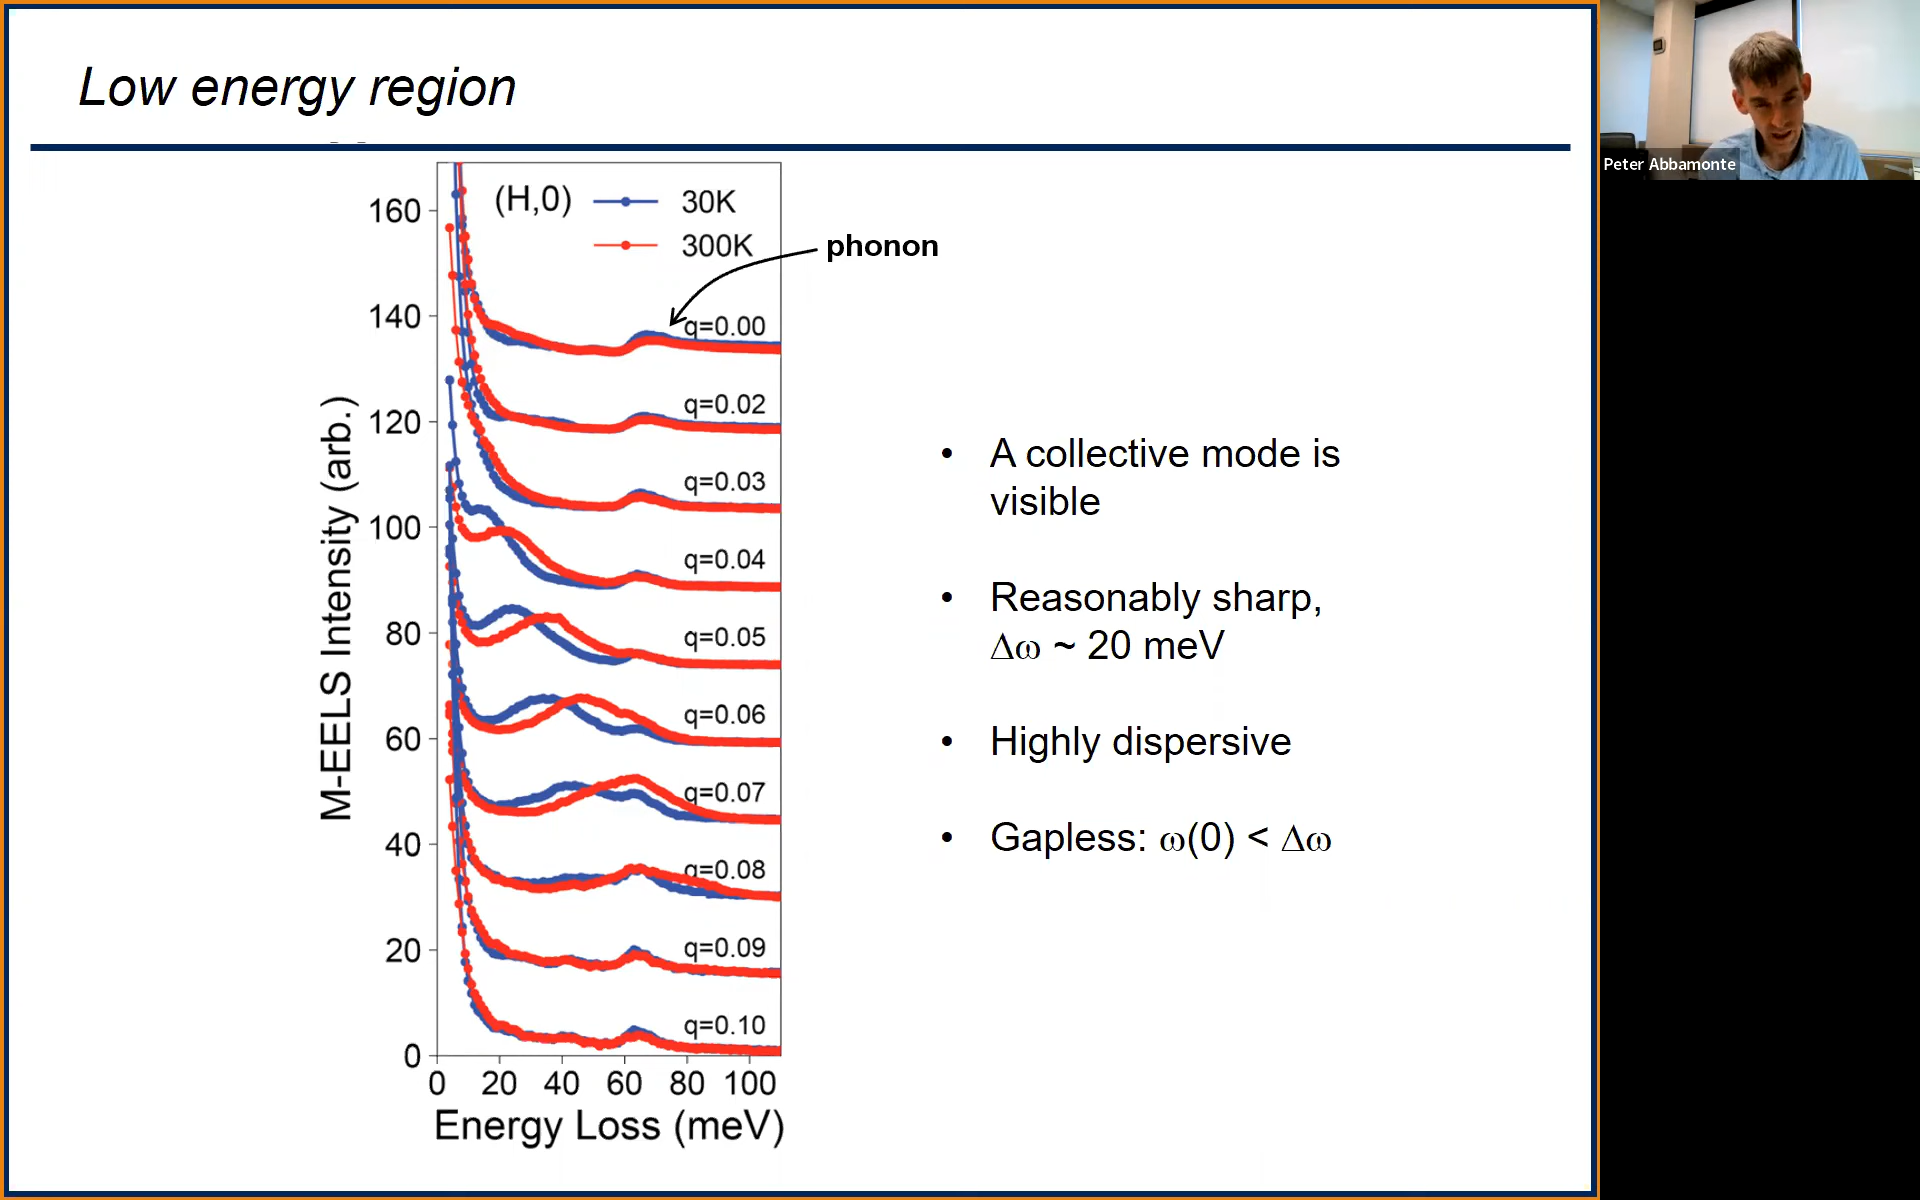 Low energy region
Peter Abbamonte
(H,0)
30K
300K
phonon
160
140
120
100
80
60
40
20
0
M-EELS Intensity (arb.)
q=0.00
q=0.02
q=0.03
q=0.04
q=0.05
q=0.06
q=0.07
q=0.08
q=0.09
q=0.10
0 20 40 60 80 100
Energy Loss (meV)
• A collective mode is
visible
• Reasonably sharp,
Δω ~ 20 meV
• Highly dispersive
• Gapless: ω(0) < Δω